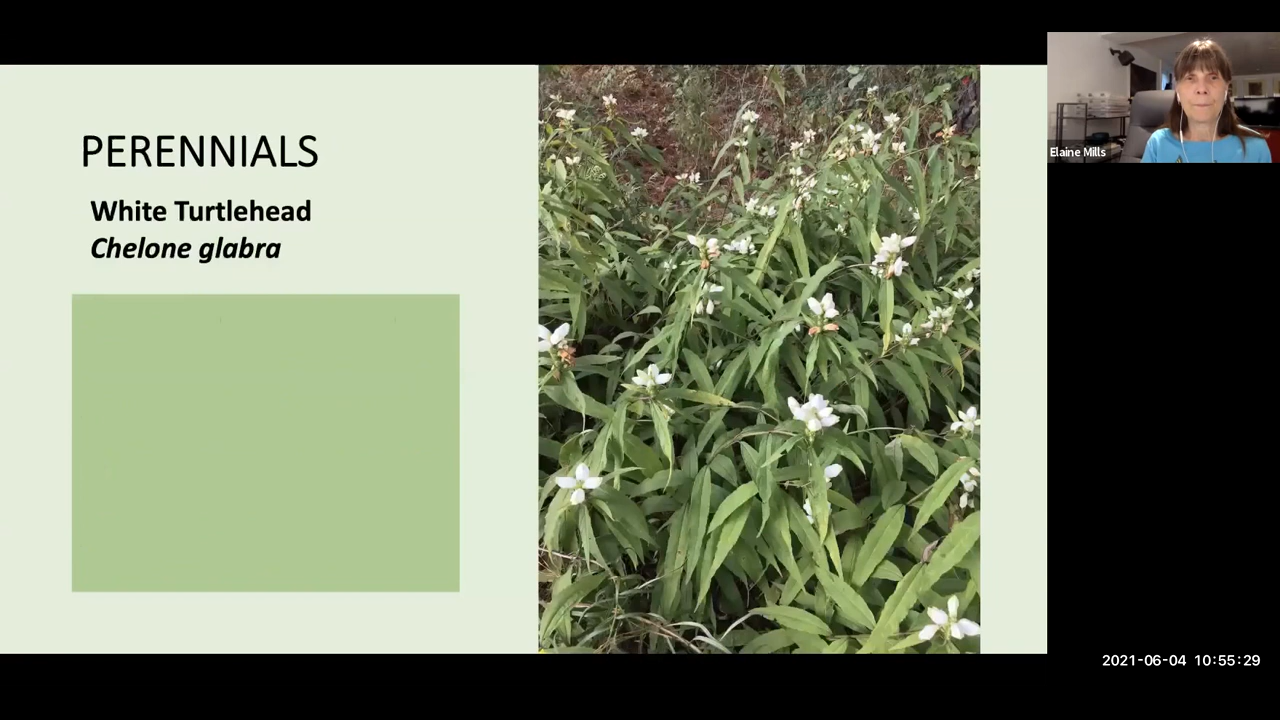 PERENNIALS
White Turtlehead
Chelone glabra
Elaine Mills
2021-06-04 10:55:29